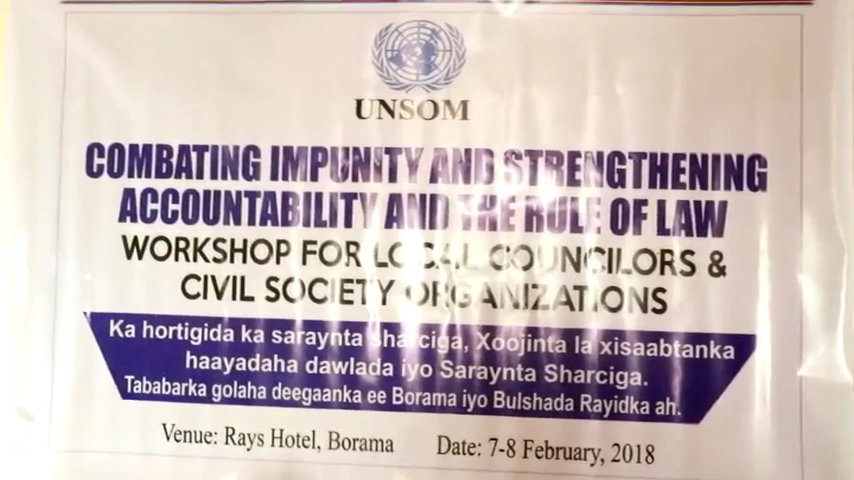 UNSOM
COMBATING IMPUNITY AND STRENGTHENING
ACCOUNTABILITY AND THE RULE OF LAW
WORKSHOP FOR LOCAL COUNCILORS &
CIVIL SOCIETY ORGANIZATIONS
Ka hortigida ka saraynta sharciga, Xoojinta la xisaabtanka
haayadaha dawlada iyo Saraynta Sharciga.
Tababarka golaha deegaanka ee Borama iyo Bulshada Rayidka ah.
Venue: Rays Hotel, Borama Date: 7-8 February, 2018